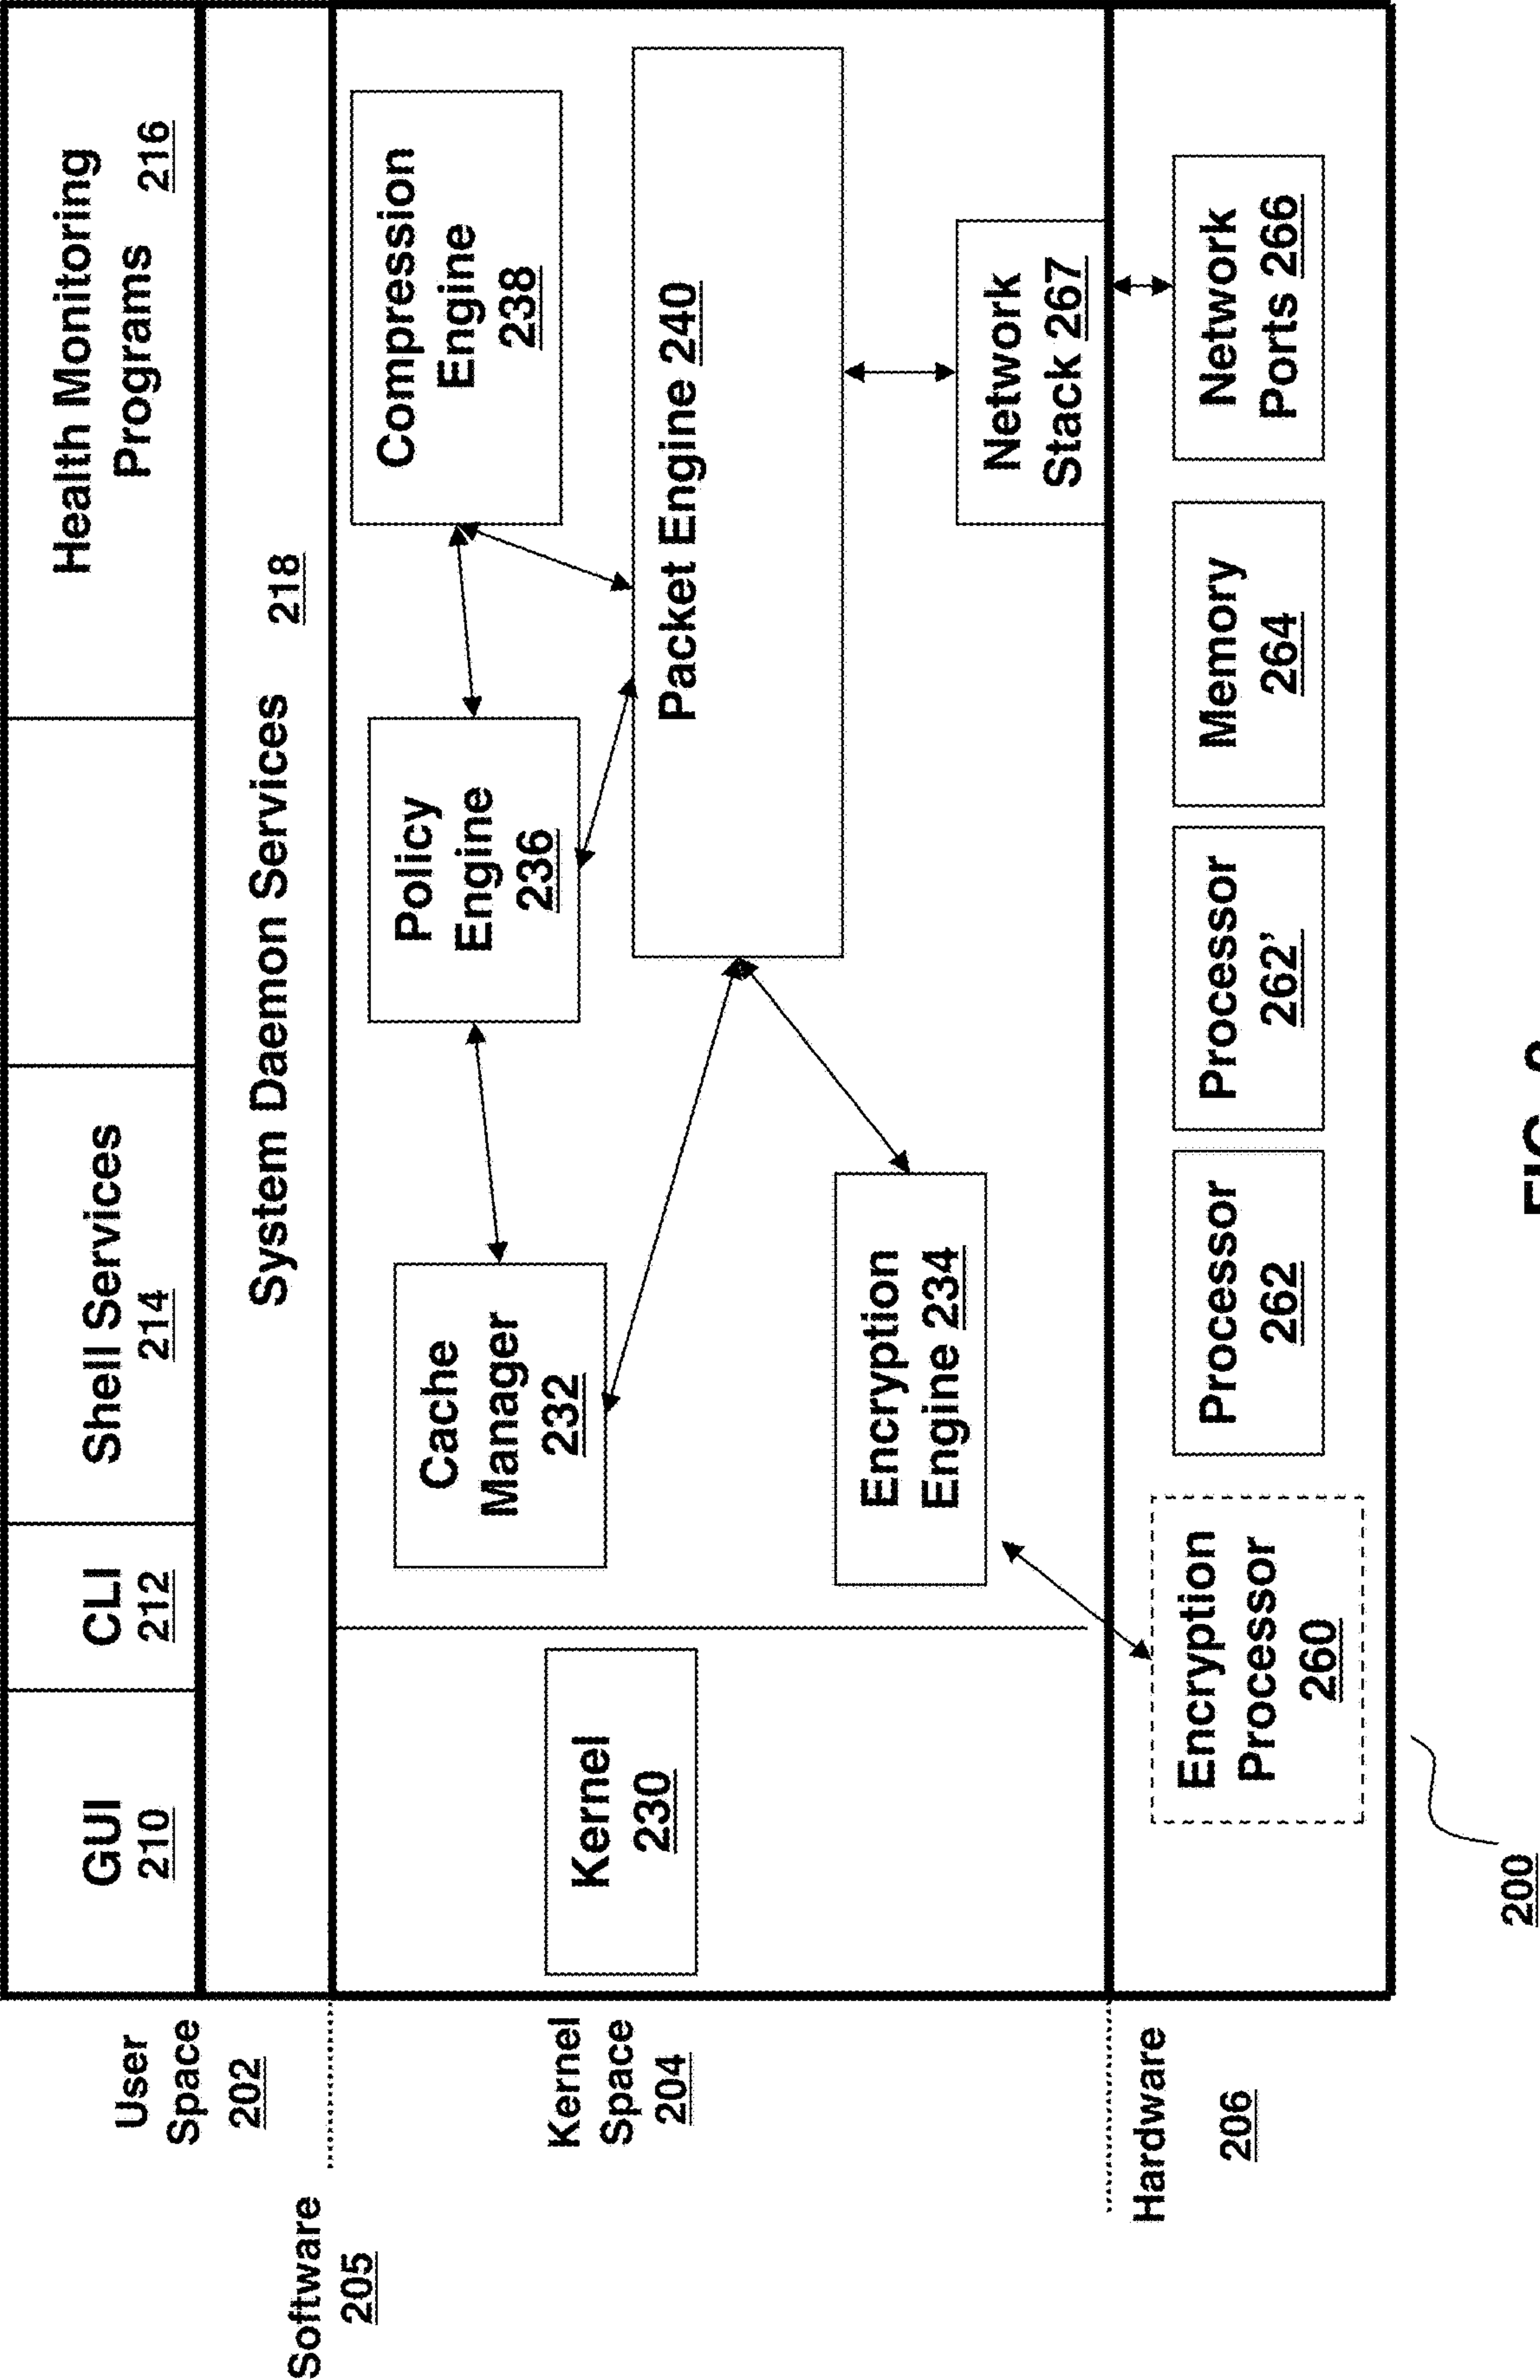 GUI
210
CLI
212
Shell Services
214
Health Monitoring
Programs 216
User
Space
202
System Daemon Services 218
Software
205
Kernel
Space
204
Kernel
230
Cache
Manager
232
Policy
Engine
236
Compression
Engine
238
Packet Engine 240
Encryption
Engine 234
Network
Stack 267
Hardware
206
Encryption
Processor
260
Processor
262
Processor
262’
Memory
264
Network
Ports 266
200